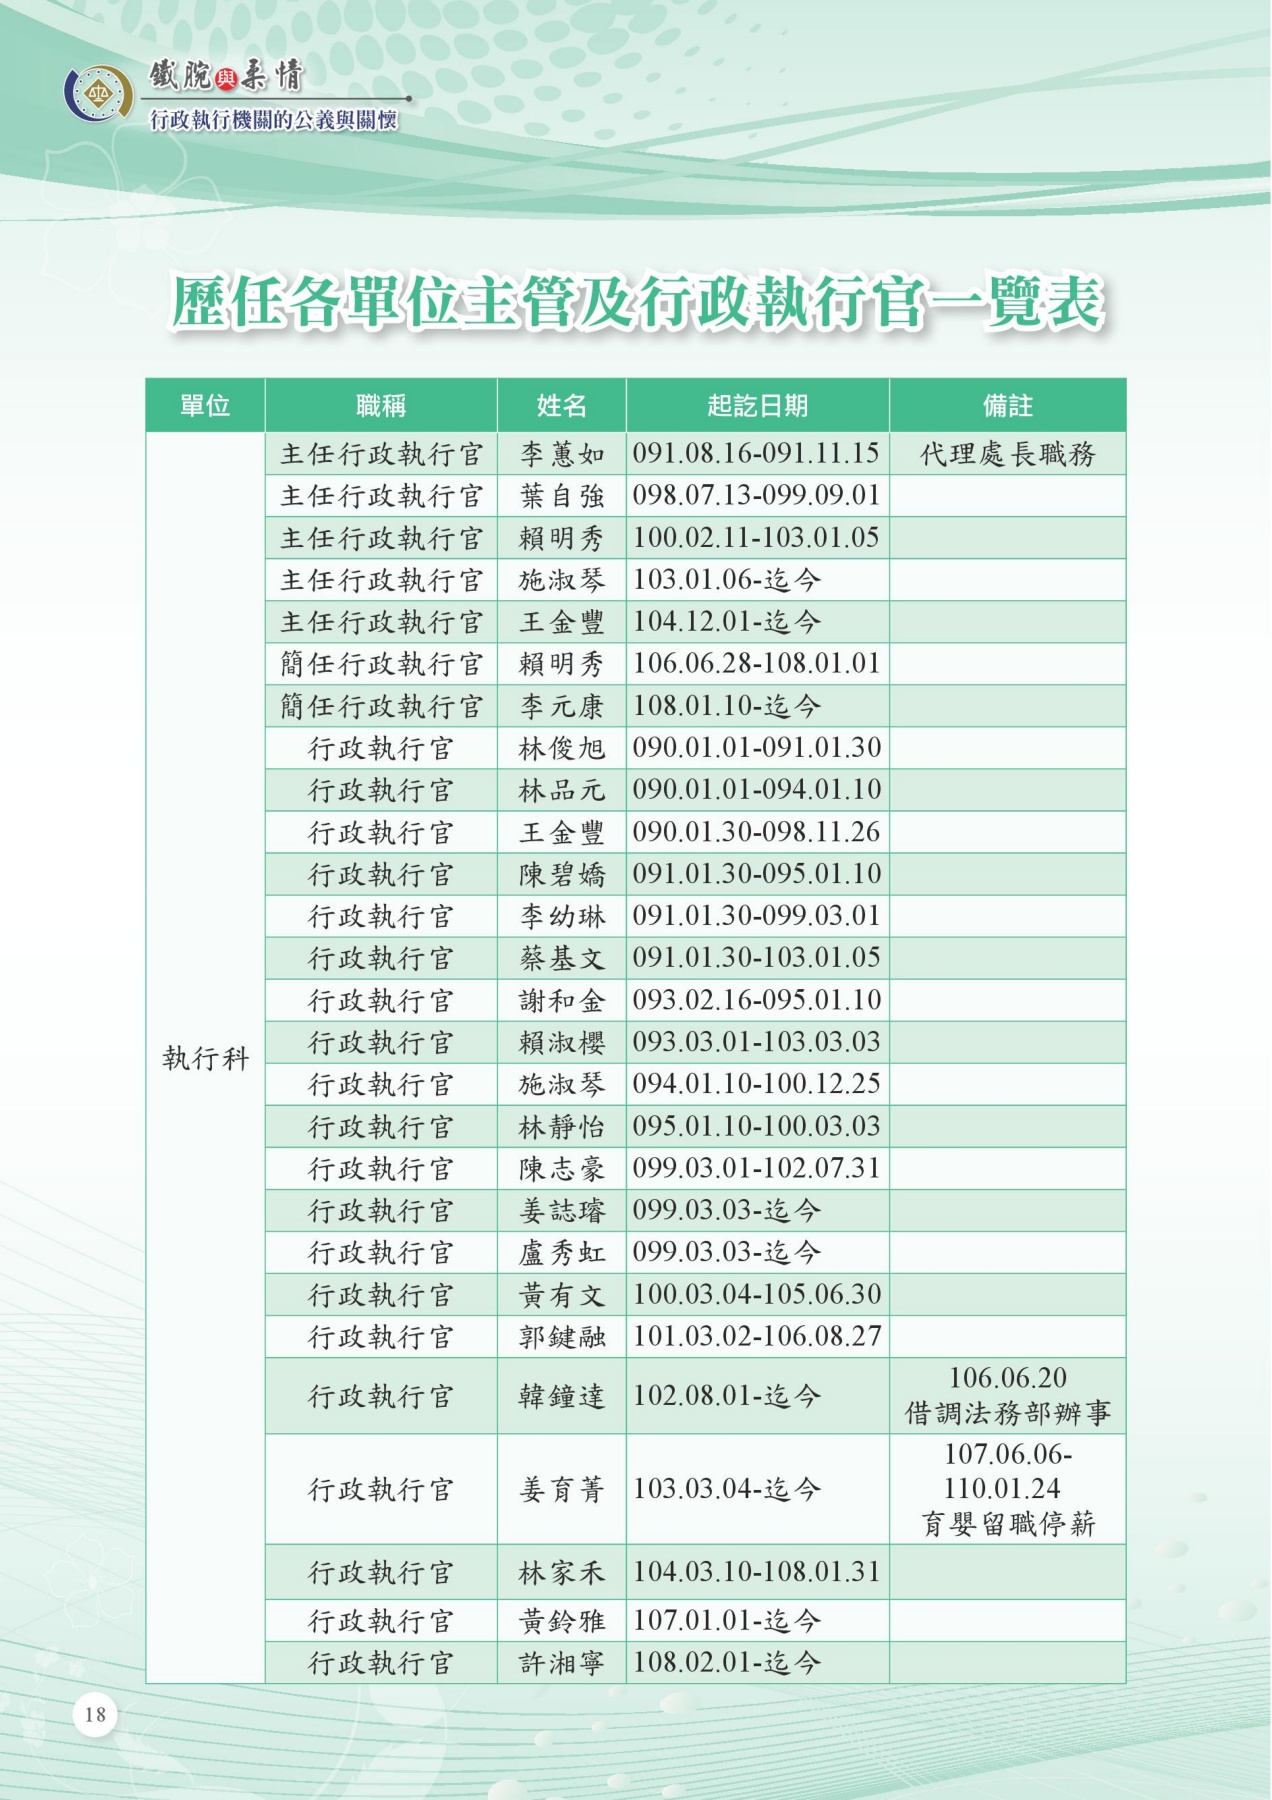 鐵腕與柔情
行政執行機關的公義與關懷
歷任各單位主管及行政執行官一覽表
單位 職稱 姓名 起訖日期 備註
執行科
主任行政執行官 李蕙如 091.08.16-091.11.15 代理處長職務
主任行政執行官 葉自強 098.07.13-099.09.01
主任行政執行官 賴明秀 100.02.11-103.01.05
主任行政執行官 施淑琴 103.01.06-迄今
主任行政執行官 王金豐 104.12.01-迄今
簡任行政執行官 賴明秀 106.06.28-108.01.01
簡任行政執行官 李元康 108.01.10-迄今
行政執行官 林俊旭 090.01.01-091.01.30
行政執行官 林品元 090.01.01-094.01.10
行政執行官 王金豐 090.01.30-098.11.26
行政執行官 陳碧嬌 091.01.30-095.01.10
行政執行官 李幼琳 091.01.30-099.03.01
行政執行官 蔡基文 091.01.30-103.01.05
行政執行官 謝和金 093.02.16-095.01.10
行政執行官 賴淑櫻 093.03.01-103.03.03
行政執行官 施淑琴 094.01.10-100.12.25
行政執行官 林靜怡 095.01.10-100.03.03
行政執行官 陳志豪 099.03.01-102.07.31
行政執行官 姜誌璿 099.03.03-迄今
行政執行官 盧秀虹 099.03.03-迄今
行政執行官 黃有文 100.03.04-105.06.30
行政執行官 郭鍵融 101.03.02-106.08.27
行政執行官 韓鐘達 102.08.01-迄今 106.06.20
借調法務部辦事
行政執行官 姜育菁 103.03.04-迄今 107.06.06-
110.01.24
育嬰留職停薪
行政執行官 林家禾 104.03.10-108.01.31
行政執行官 黃鈴雅 107.01.01-迄今
行政執行官 許湘寧 108.02.01-迄今
18